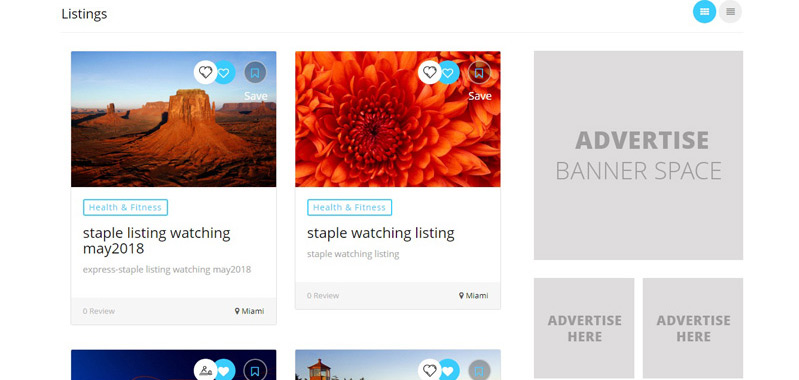 Listings
Save
Health & Fitness
staple listing watching
may2018
express-staple listing watching may2018
0 Review
Miami
Save
Health & Fitness
staple watching listing
staple watching listing
0 Review
Miami
ADVERTISE
BANNER SPACE
ADVERTISE
HERE
ADVERTISE
HERE